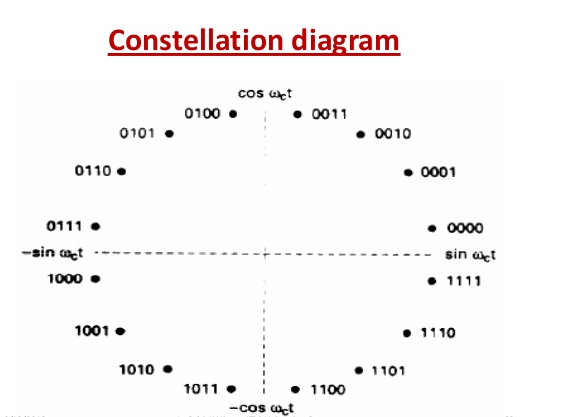 Constellation diagram
cos ωct
0100 0011
0101 0010
0110 0001
0111 0000
−sin ωct sin ωct
1000 1111
1001 1110
1010 1101
1011 1100
−cos ωct